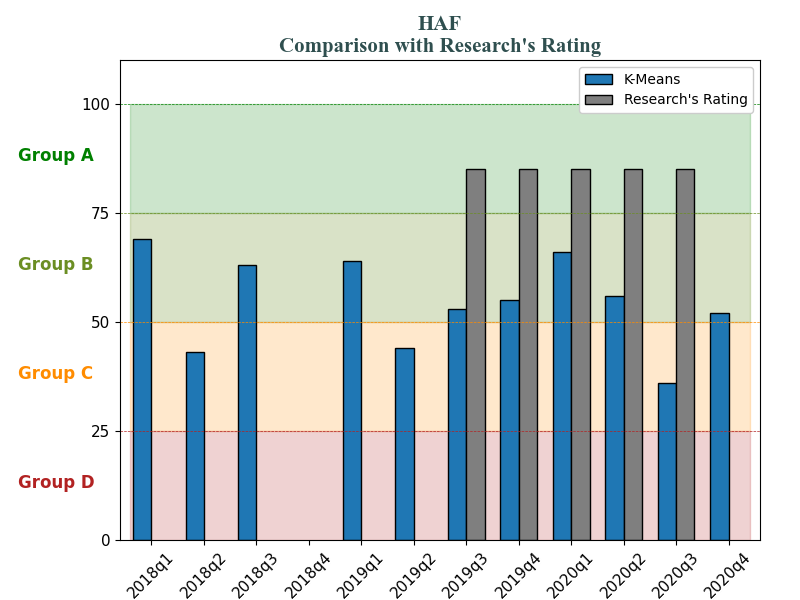 HAF
Comparison with Research's Rating
K-Means
Research's Rating
100
Group A
75
Group B
50
Group C
25
Group D
0
2018q1
2018q2
2018q3
2018q4
2019q1
2019q2
2019q3
2019q4
2020q1
2020q2
2020q3
2020q4